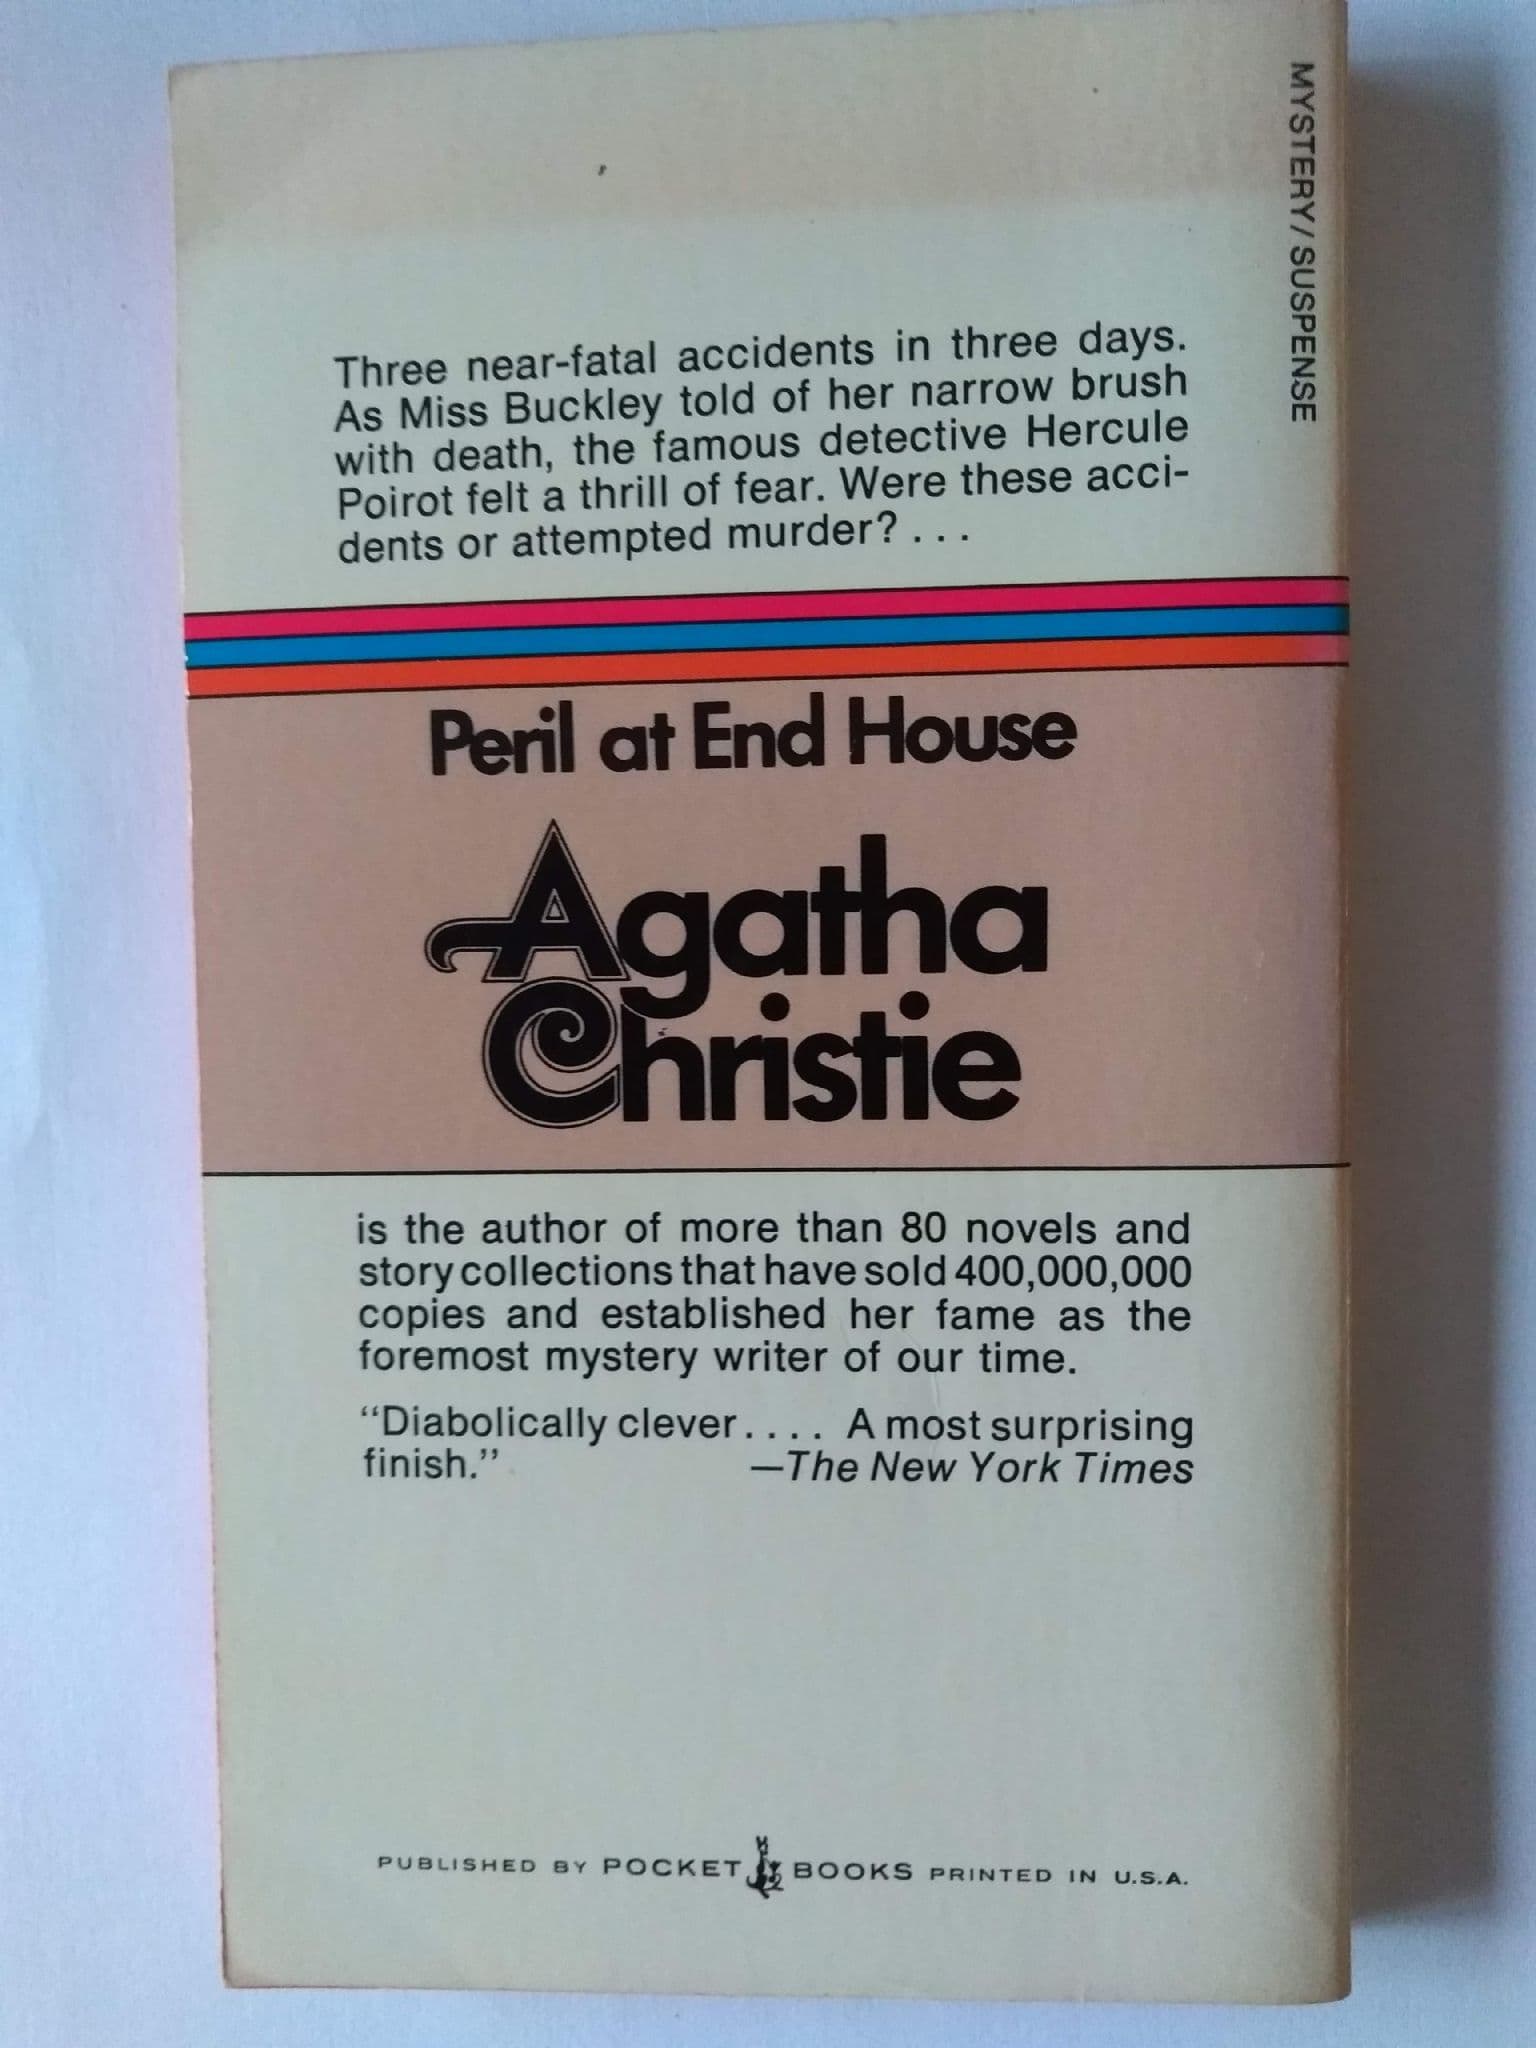 MYSTERY/SUSPENSE
Three near-fatal accidents in three days.
As Miss Buckley told of her narrow brush
with death, the famous detective Hercule
Poirot felt a thrill of fear. Were these acci-
dents or attempted murder? . . .
Peril at End House
Agatha
Christie
is the author of more than 80 novels and
story collections that have sold 400,000,000
copies and established her fame as the
foremost mystery writer of our time.
“Diabolically clever. . . . A most surprising
finish.” —The New York Times
PUBLISHED BY POCKET BOOKS PRINTED IN U.S.A.